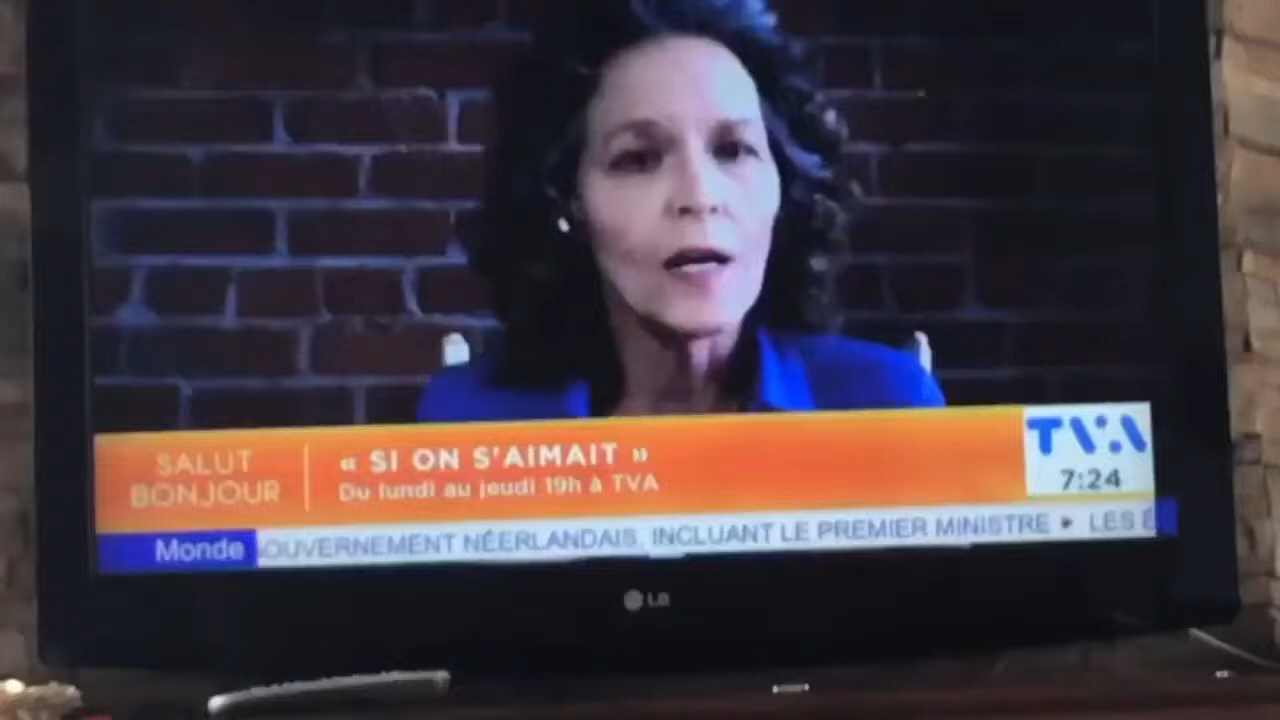 SALUT
BONJOUR
« SI ON S'AIMAIT »
Du lundi au jeudi 19h à TVA
TVA
7:24
Monde
OUVERNEMENT NÉERLANDAIS INCLUANT LE PREMIER MINISTRE ▸ LES
LG